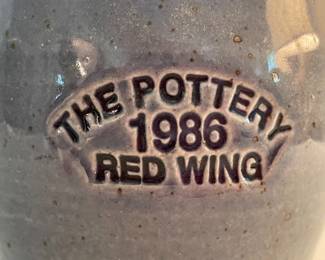 THE POTTERY
1986
RED WING